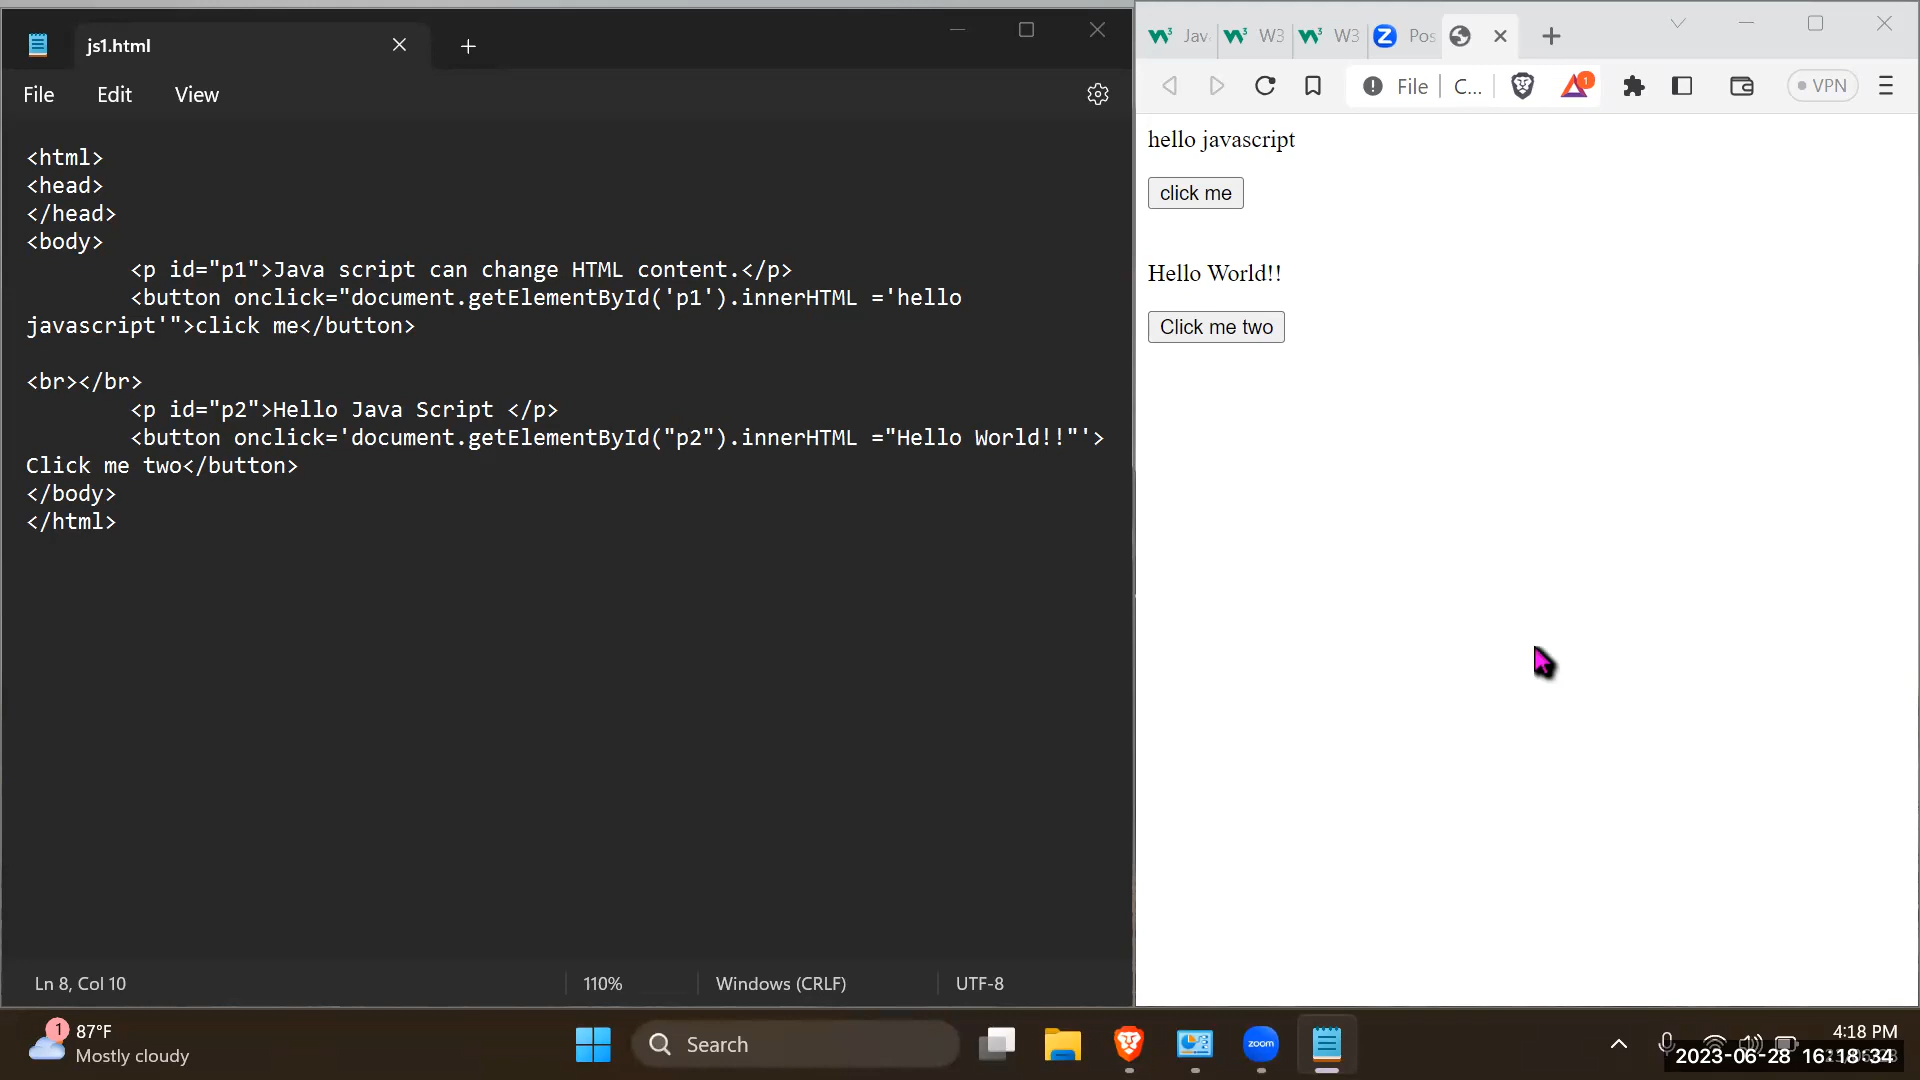 js1.html
File Edit View
<html>
<head>
</head>
<body>
<p id="p1">Java script can change HTML content.</p>
<button onclick="document.getElementById('p1').innerHTML ='hello
javascript'">click me</button>
<br></br>
<p id="p2">Hello Java Script </p>
<button onclick='document.getElementById("p2").innerHTML ="Hello World!!"'>
Click me two</button>
</body>
</html>
Ln 8, Col 10 110% Windows (CRLF) UTF-8
Jav W3 W3 Pos
File C... 1 VPN
hello javascript
click me
Hello World!!
Click me two
1 87°F
Mostly cloudy
Search
zoom
4:18 PM
2023-06-28 16:18:34